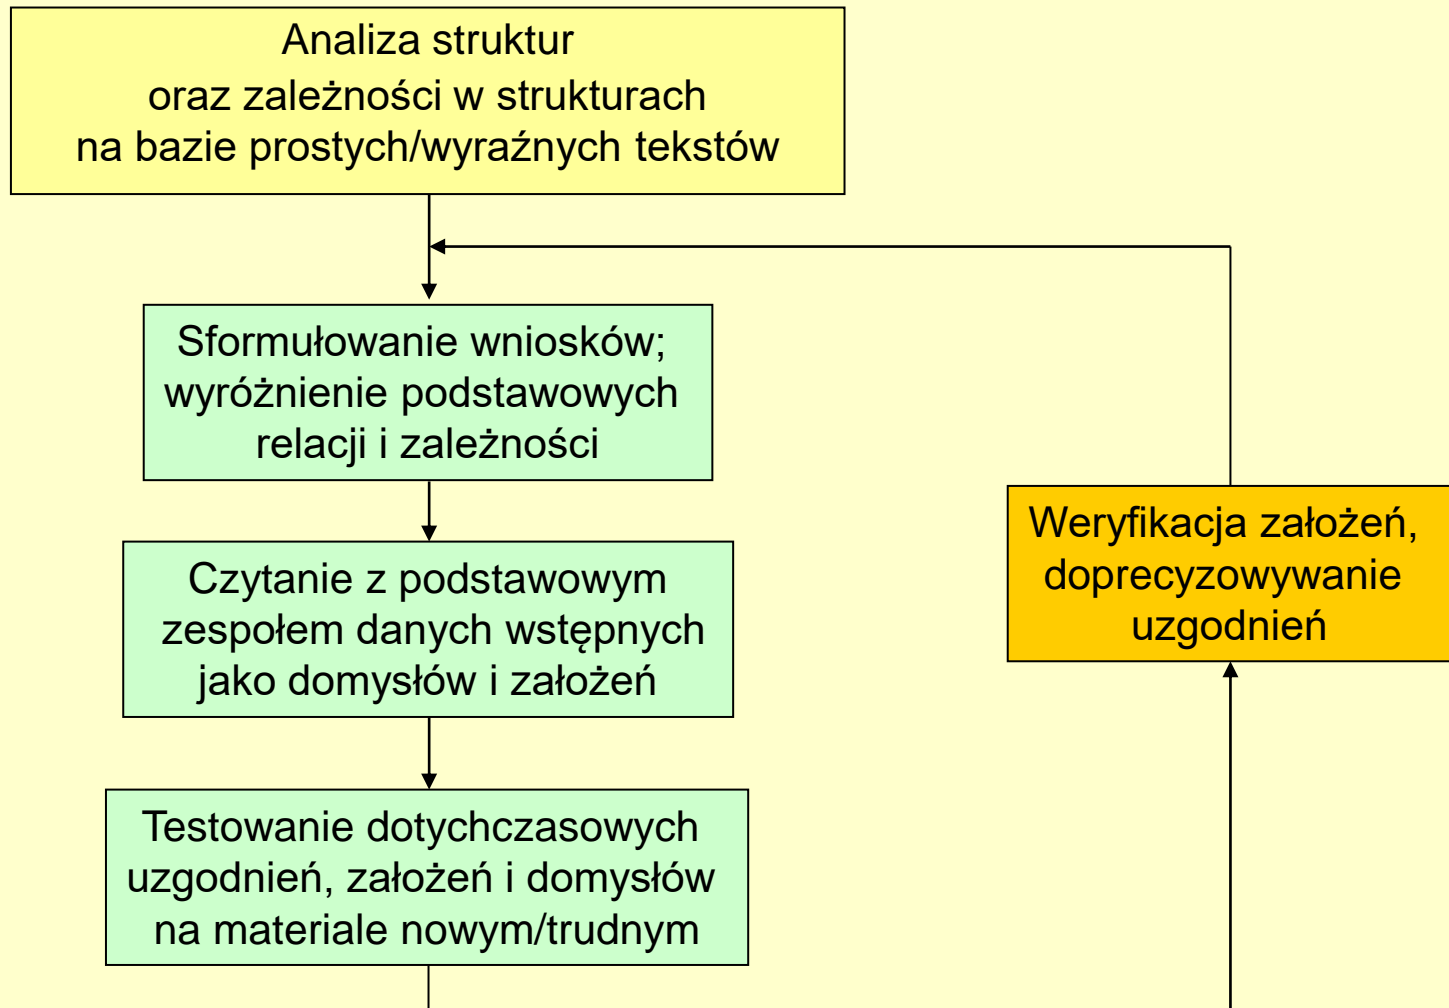 Analiza struktur
oraz zależności w strukturach
na bazie prostych/wyraźnych tekstów
Sformułowanie wniosków;
wyróżnienie podstawowych
relacji i zależności
Czytanie z podstawowym
zespołem danych wstępnych
jako domysłów i założeń
Testowanie dotychczasowych
uzgodnień, założeń i domysłów
na materiale nowym/trudnym
Weryfikacja założeń,
doprecyzowywanie
uzgodnień